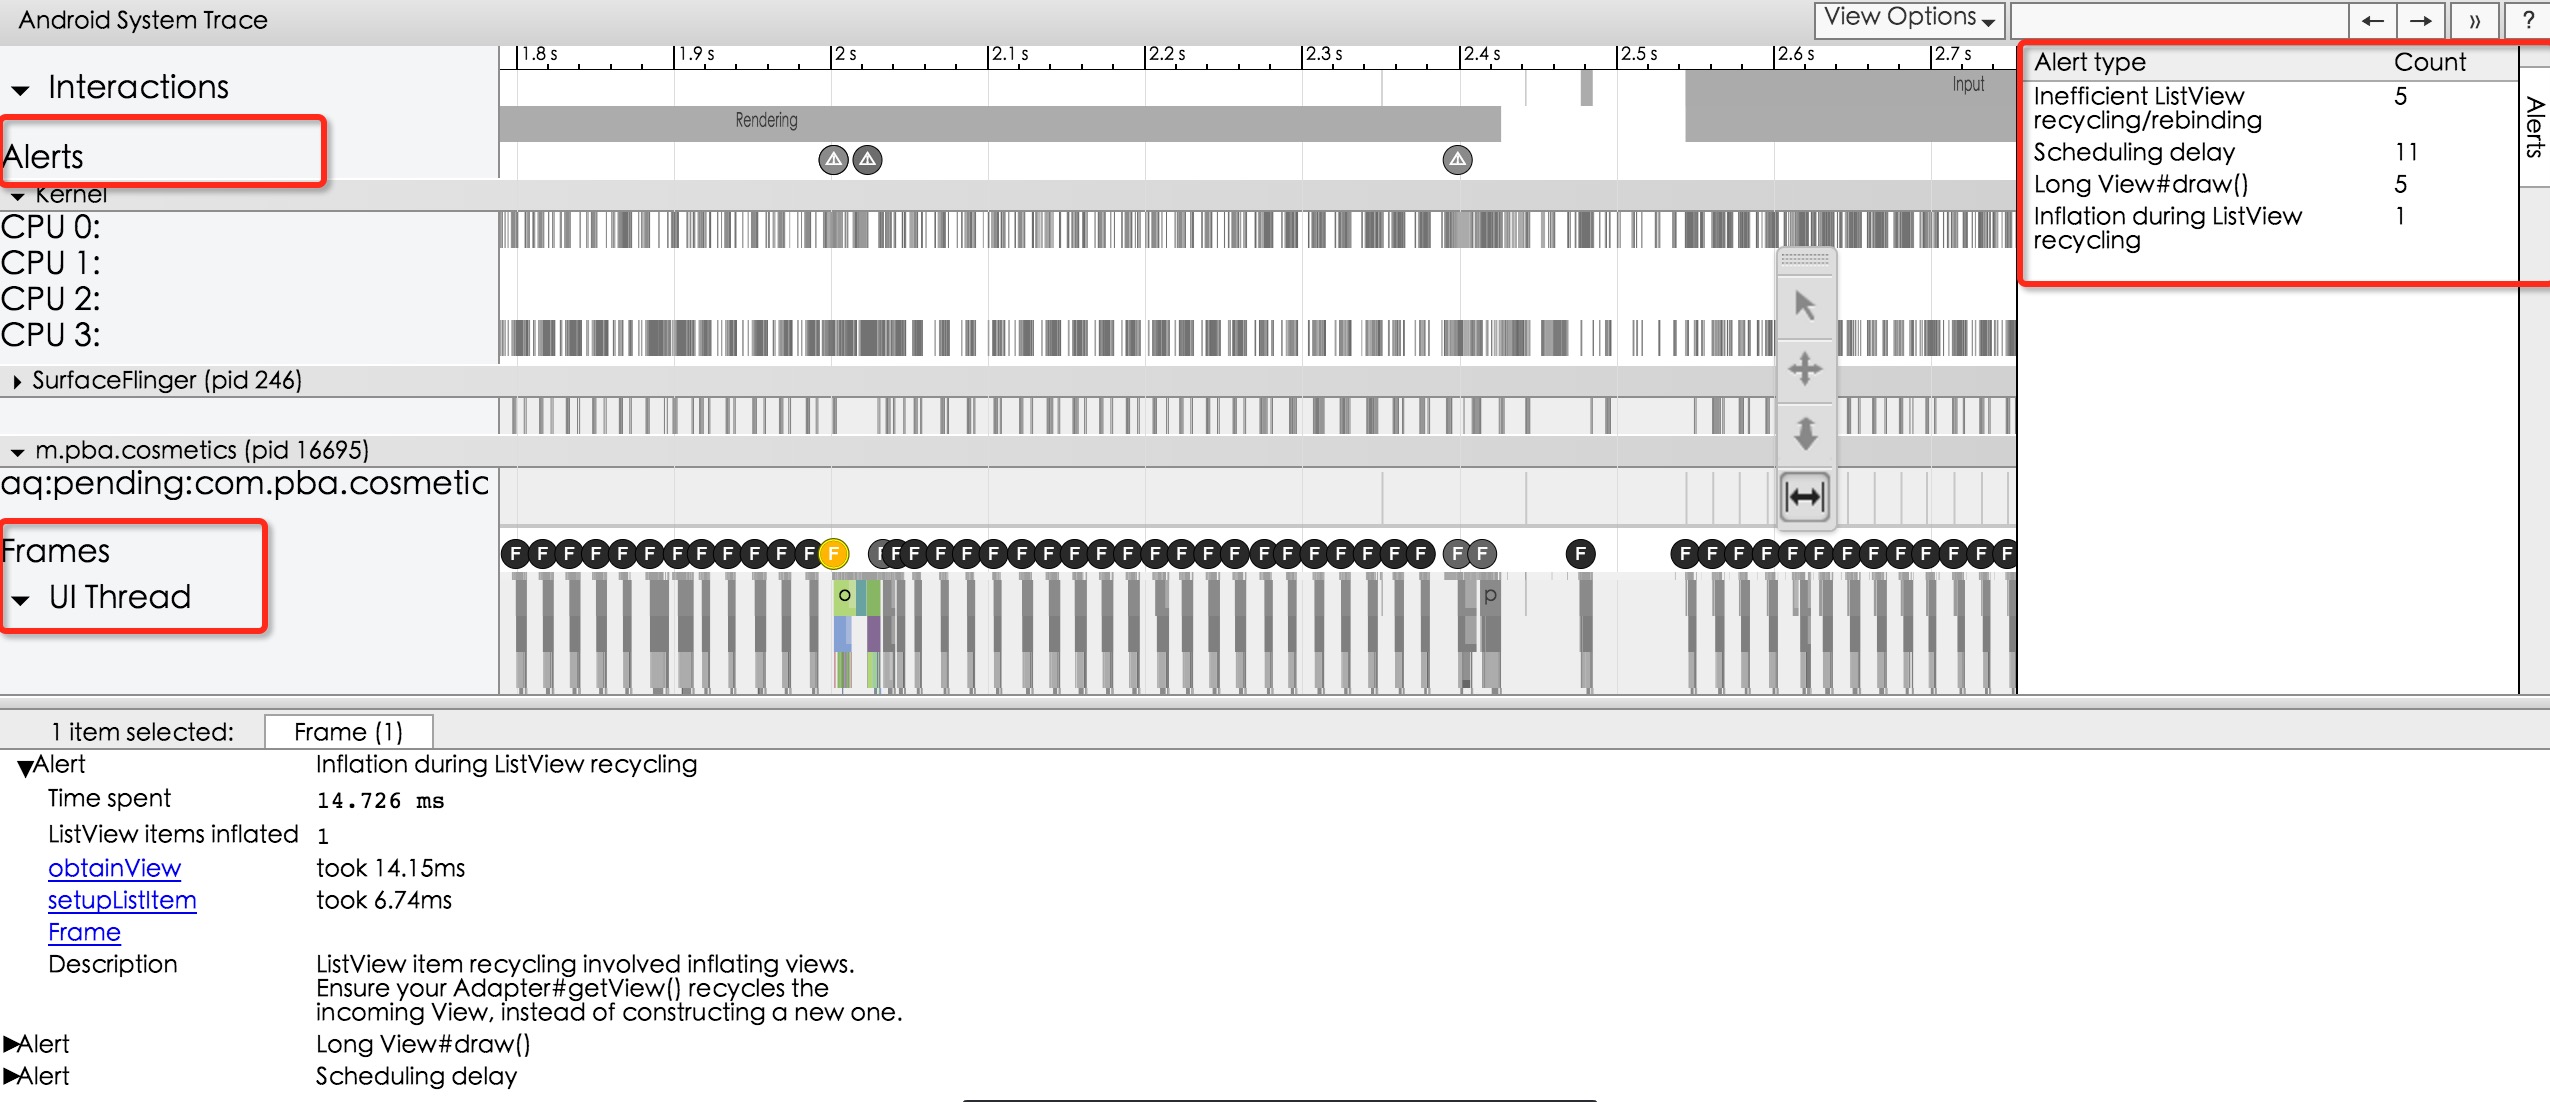 Android System Trace
View Options
»
?
1.8 s 1.9 s 2 s 2.1 s 2.2 s 2.3 s 2.4 s 2.5 s 2.6 s 2.7 s
Interactions
Input
Rendering
Alerts
Kernel
CPU 0:
CPU 1:
CPU 2:
CPU 3:
SurfaceFlinger (pid 246)
m.pba.cosmetics (pid 16695)
aq:pending:com.pba.cosmetic
Frames
F F F F F F F F F F F F F F F F F F F F F F F F F F F F F F F F F F F F F F F F F F F F F F F F F F F
UI Thread
o
p
Alert type Count
Inefficient ListView 5
recycling/rebinding
Scheduling delay 11
Long View#draw() 5
Inflation during ListView 1
recycling
Alerts
1 item selected: Frame (1)
Alert Inflation during ListView recycling
Time spent 14.726 ms
ListView items inflated 1
obtainView took 14.15ms
setupListItem took 6.74ms
Frame
Description ListView item recycling involved inflating views.
Ensure your Adapter#getView() recycles the
incoming View, instead of constructing a new one.
Alert Long View#draw()
Alert Scheduling delay